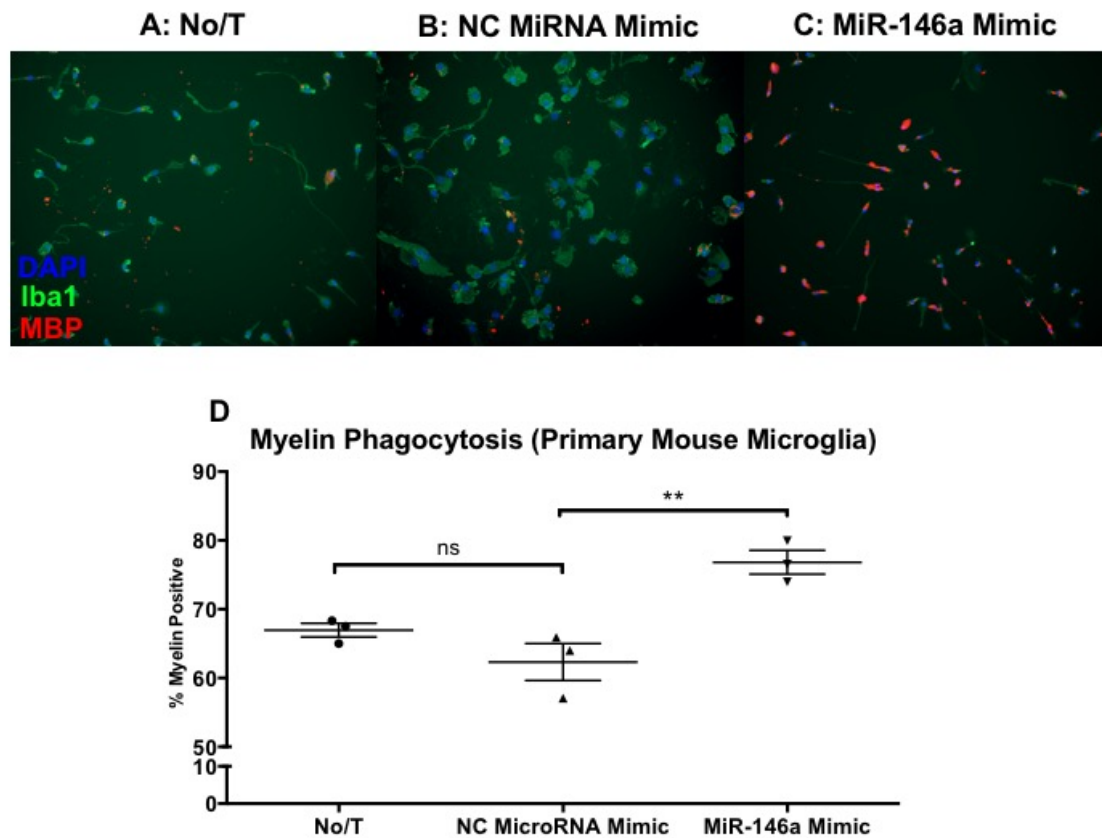 A: No/T
B: NC MiRNA Mimic
C: MiR-146a Mimic
DAPI
Iba1
MBP
D
Myelin Phagocytosis (Primary Mouse Microglia)
% Myelin Positive
90
80
70
60
50
10
0
ns
**
No/T
NC MicroRNA Mimic
MiR-146a Mimic